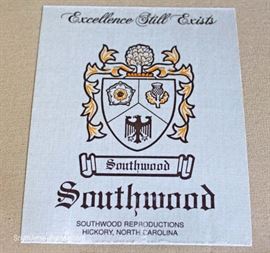 Excellence Still Exists
Southwood
Southwood
SOUTHWOOD REPRODUCTIONS
HICKORY, NORTH CAROLINA